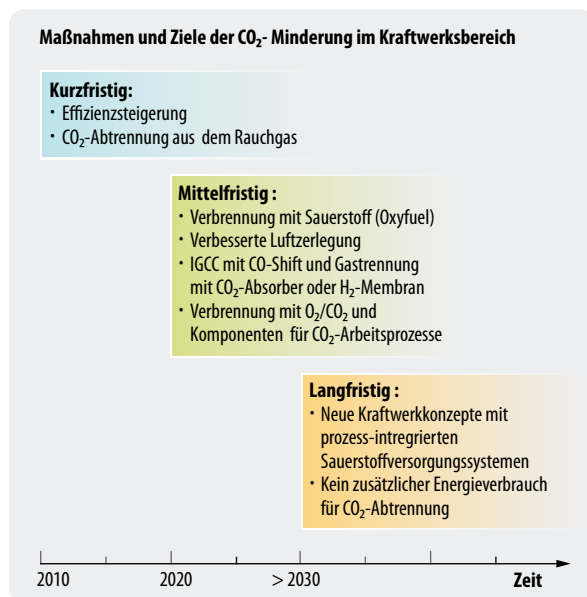 Maßnahmen und Ziele der CO₂- Minderung im Kraftwerksbereich
Kurzfristig:
· Effizienzsteigerung
· CO₂-Abtrennung aus dem Rauchgas
Mittelfristig :
· Verbrennung mit Sauerstoff (Oxyfuel)
· Verbesserte Luftzerlegung
· IGCC mit CO-Shift und Gastrennung
mit CO₂-Absorber oder H₂-Membran
· Verbrennung mit O₂/CO₂ und
Komponenten für CO₂-Arbeitsprozesse
Langfristig :
· Neue Kraftwerkkonzepte mit
prozess-intregrierten
Sauerstoffversorgungssystemen
· Kein zusätzlicher Energieverbrauch
für CO₂-Abtrennung
2010 2020 > 2030 Zeit